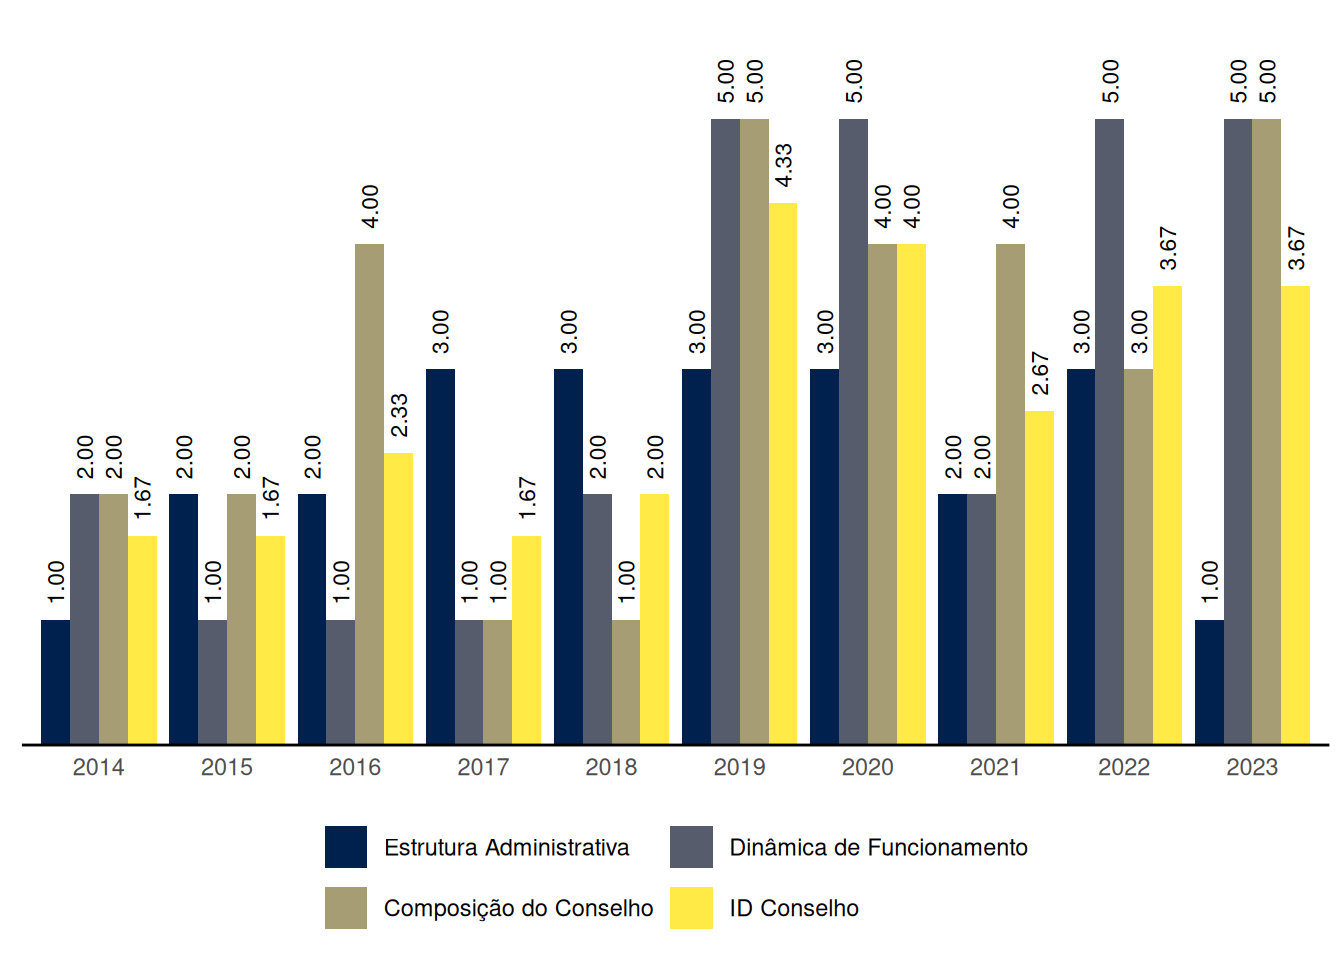 5.00 5.00 5.00 5.00 5.00 5.00
4.33
4.00 4.00 4.00 4.00
3.67 3.67
3.00 3.00 3.00 3.00 3.00 3.00
2.67
2.33
2.00 2.00 2.00 2.00 2.00 2.00 2.00 2.00 2.00
1.67 1.67 1.67
1.00 1.00 1.00 1.00 1.00 1.00 1.00
2014 2015 2016 2017 2018 2019 2020 2021 2022 2023
Estrutura Administrativa Dinâmica de Funcionamento
Composição do Conselho ID Conselho